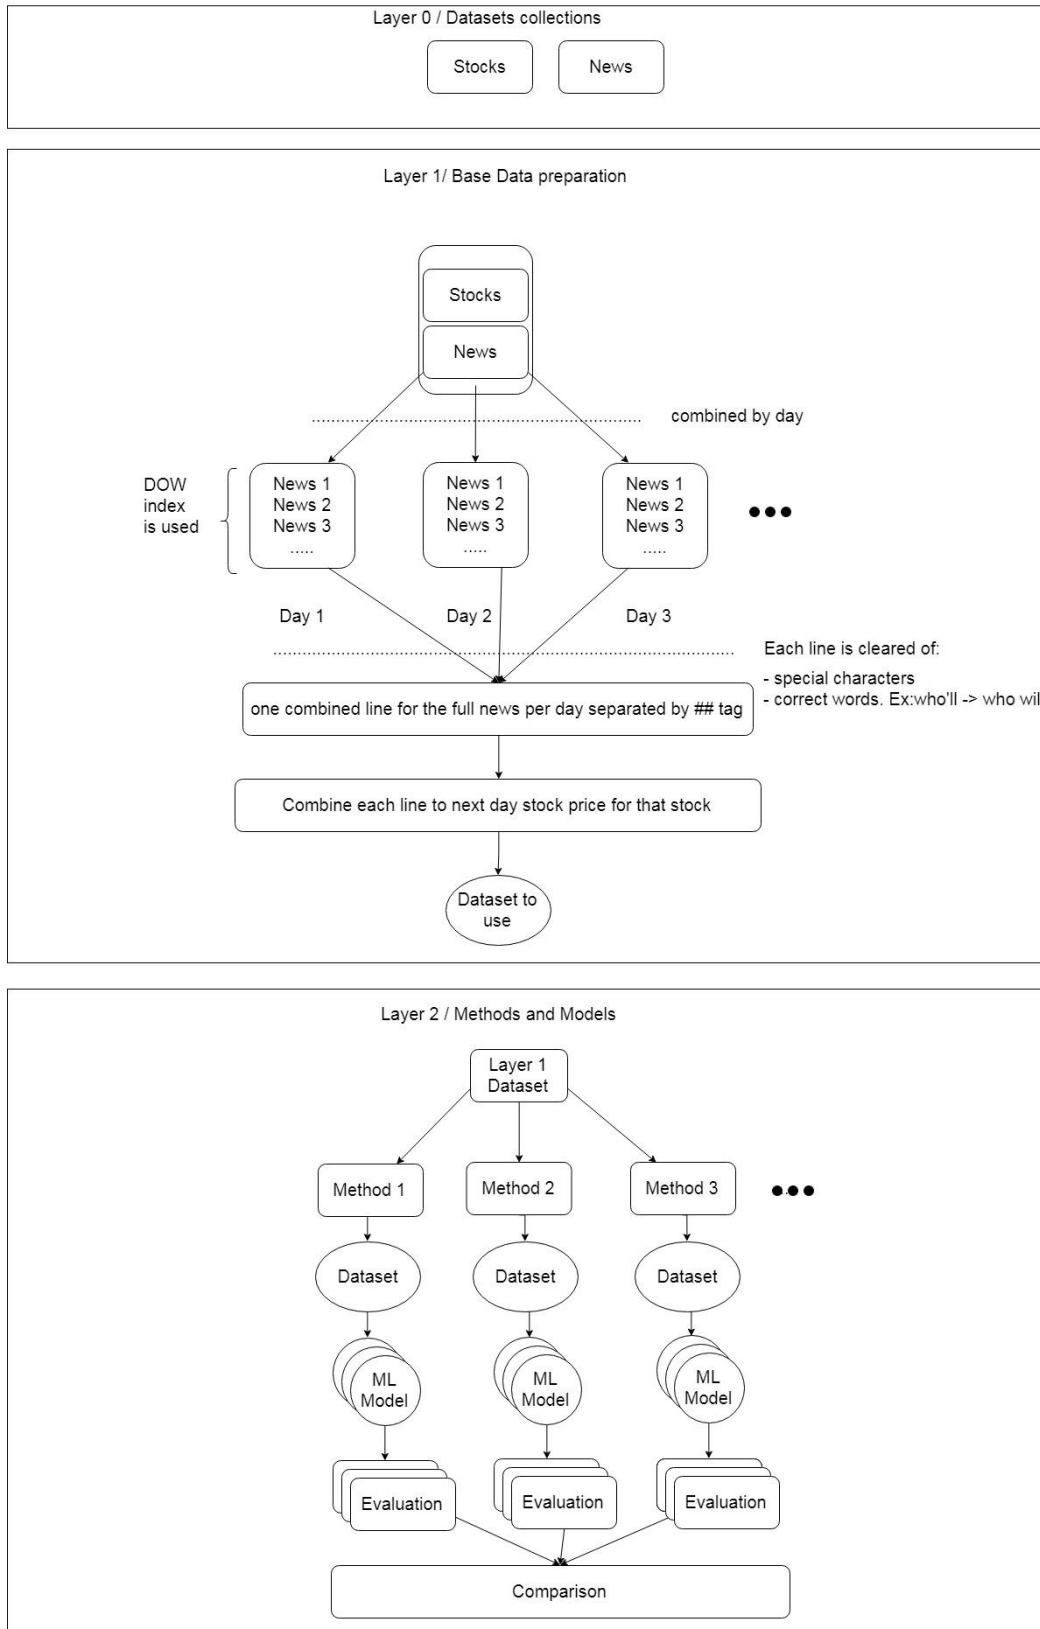 Layer 0 / Datasets collections
Stocks
News
Layer 1/ Base Data preparation
Stocks
News
combined by day
DOW
index
is used
News 1
News 2
News 3
.....
News 1
News 2
News 3
.....
News 1
News 2
News 3
.....
Day 1
Day 2
Day 3
Each line is cleared of:
- special characters
- correct words. Ex:who'll -> who wil
one combined line for the full news per day separated by ## tag
Combine each line to next day stock price for that stock
Dataset to
use
Layer 2 / Methods and Models
Layer 1
Dataset
Method 1
Method 2
Method 3
Dataset
Dataset
Dataset
ML
Model
ML
Model
ML
Model
Evaluation
Evaluation
Evaluation
Comparison